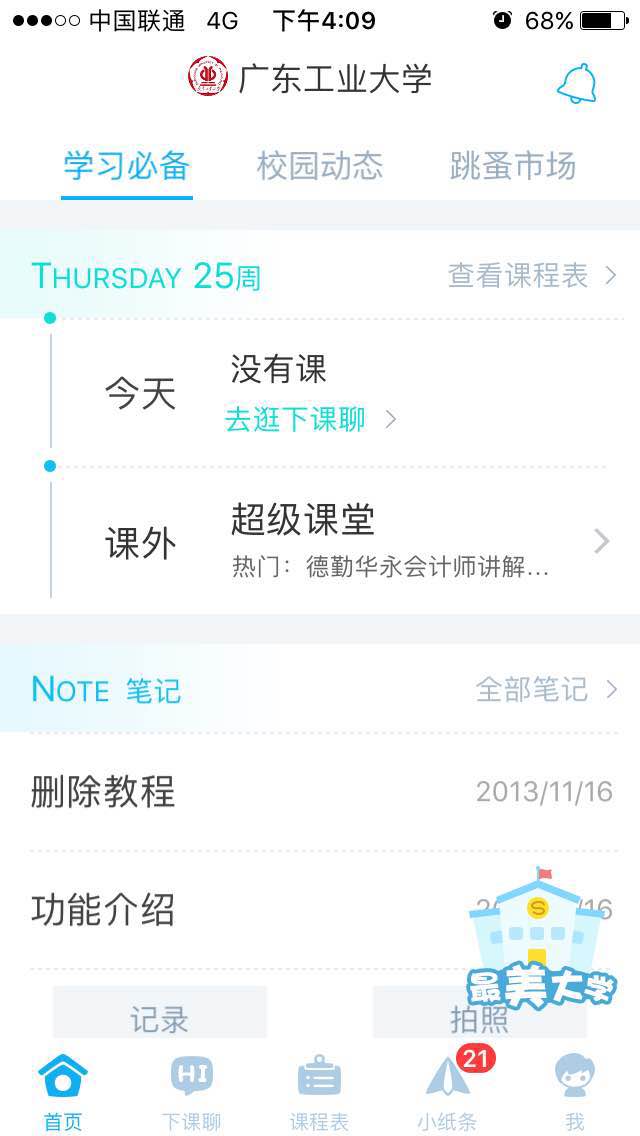 中国联通 4G 下午4:09 68%
广东工业大学
学习必备 校园动态 跳蚤市场
THURSDAY 25周 查看课程表
今天 没有课
去逛下课聊
课外 超级课堂
热门：德勤华永会计师讲解...
NOTE 笔记 全部笔记
删除教程 2013/11/16
功能介绍
S
最美大学
记录 拍照
HI 21
首页 下课聊 课程表 小纸条 我